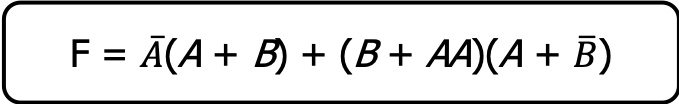 F = Ā(A + B) + (B + AA)(A + B̄)